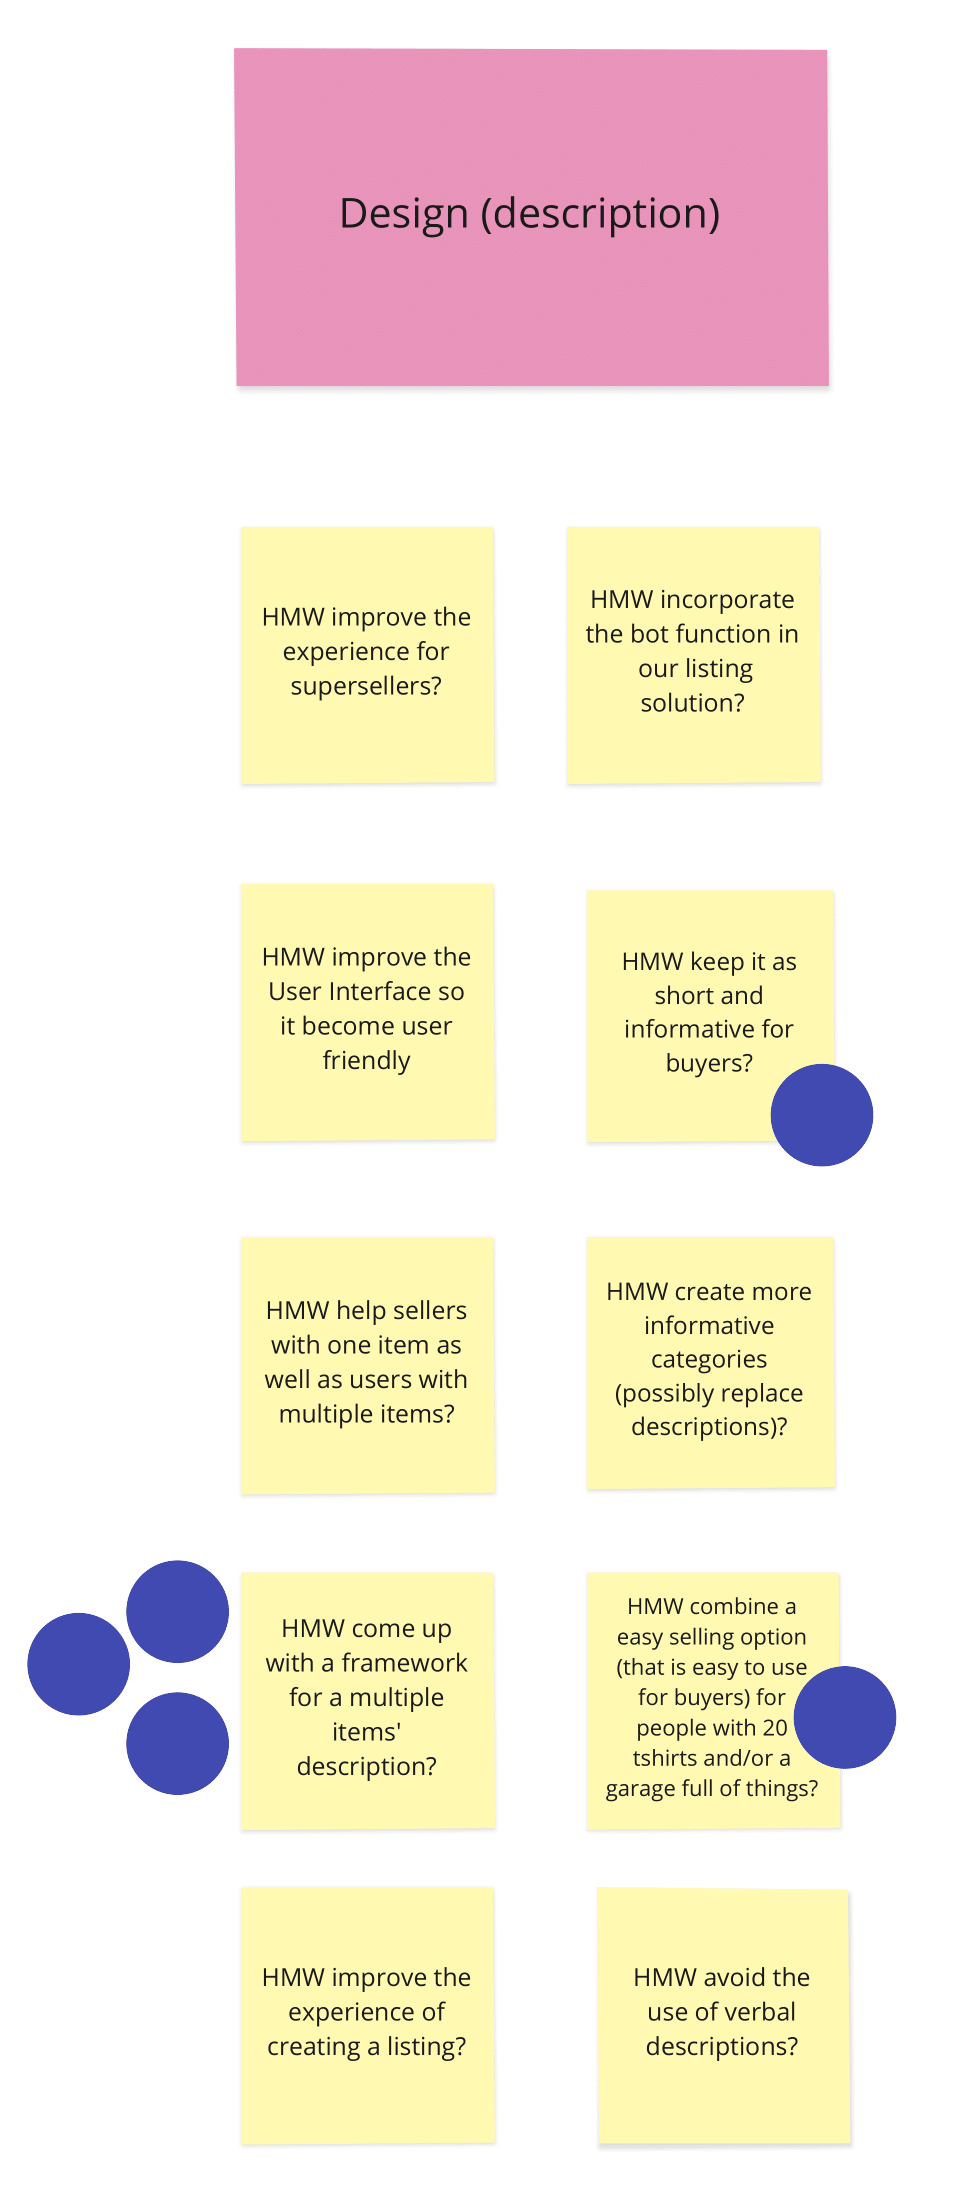 Design (description)
HMW improve the
experience for
supersellers?
HMW incorporate
the bot function in
our listing
solution?
HMW improve the
User Interface so
it become user
friendly
HMW keep it as
short and
informative for
buyers?
HMW help sellers
with one item as
well as users with
multiple items?
HMW create more
informative
categories
(possibly replace
descriptions)?
HMW come up
with a framework
for a multiple
items'
description?
HMW combine a
easy selling option
(that is easy to use
for buyers) for
people with 20
tshirts and/or a
garage full of things?
HMW improve the
experience of
creating a listing?
HMW avoid the
use of verbal
descriptions?